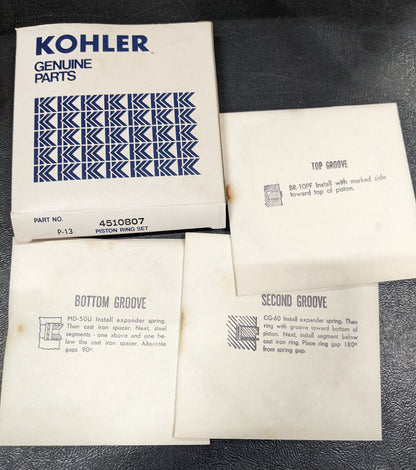 KOHLER
GENUINE
PARTS
PART NO.
4510807
P-13
PISTON RING SET
TOP GROOVE
BR-10PF Install with marked side
toward top of piston.
BOTTOM GROOVE
MD-50U Install expander spring.
Then cast iron spacer. Next, steel
segments - one above and one be-
low the cast iron spacer. Alternate
gaps 90°.
SECOND GROOVE
CG-60 Install expander spring. Then
ring with groove toward bottom of
piston. Next, install segment below
cast iron ring. Place ring gap 180°
from spring gap.